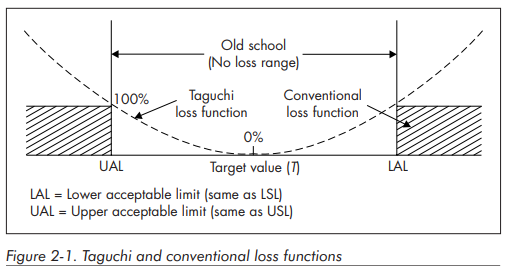 Old school
(No loss range)
100%
Taguchi
loss function
Conventional
loss function
0%
UAL
Target value (T)
LAL
LAL = Lower acceptable limit (same as LSL)
UAL = Upper acceptable limit (same as USL)
Figure 2-1. Taguchi and conventional loss functions